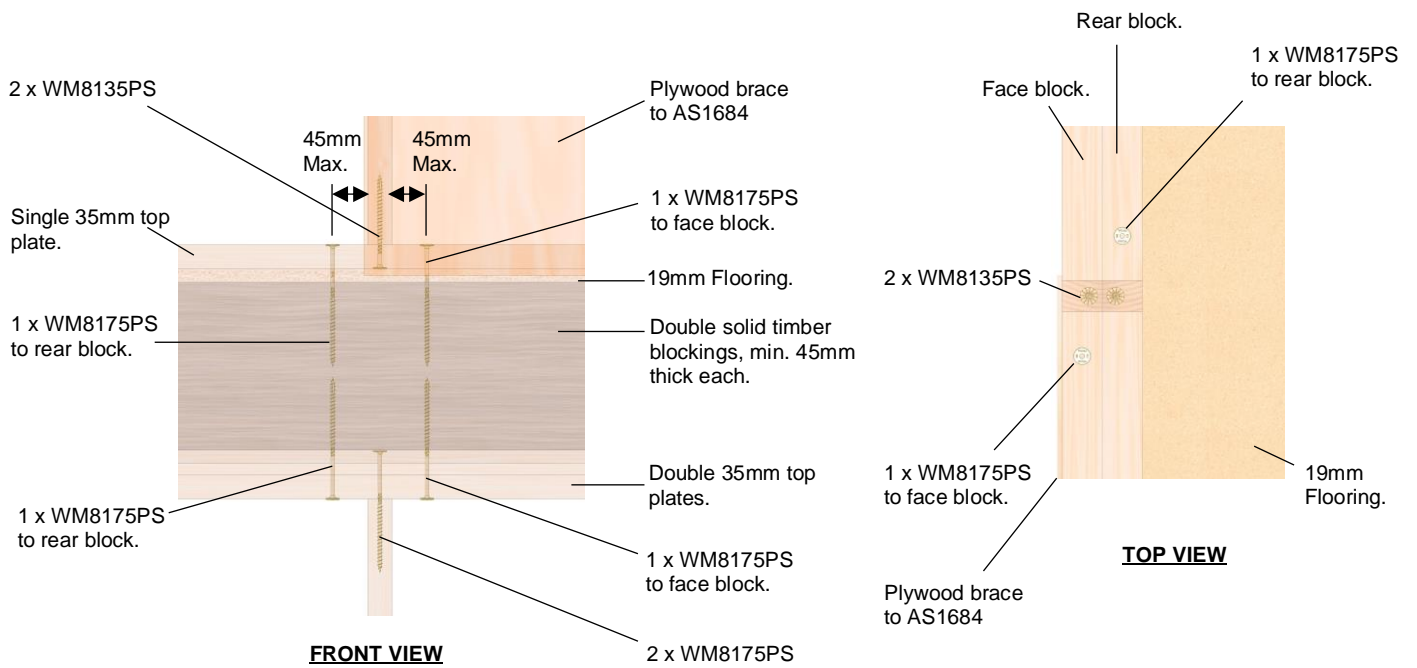 2 x WM8135PS
45mm
Max.
45mm
Max.
Plywood brace
to AS1684
Single 35mm top
plate.
1 x WM8175PS
to face block.
19mm Flooring.
1 x WM8175PS
to rear block.
Double solid timber
blockings, min. 45mm
thick each.
Double 35mm top
plates.
1 x WM8175PS
to rear block.
1 x WM8175PS
to face block.
2 x WM8175PS
FRONT VIEW
Rear block.
1 x WM8175PS
to rear block.
Face block.
2 x WM8135PS
1 x WM8175PS
to face block.
19mm
Flooring.
TOP VIEW
Plywood brace
to AS1684